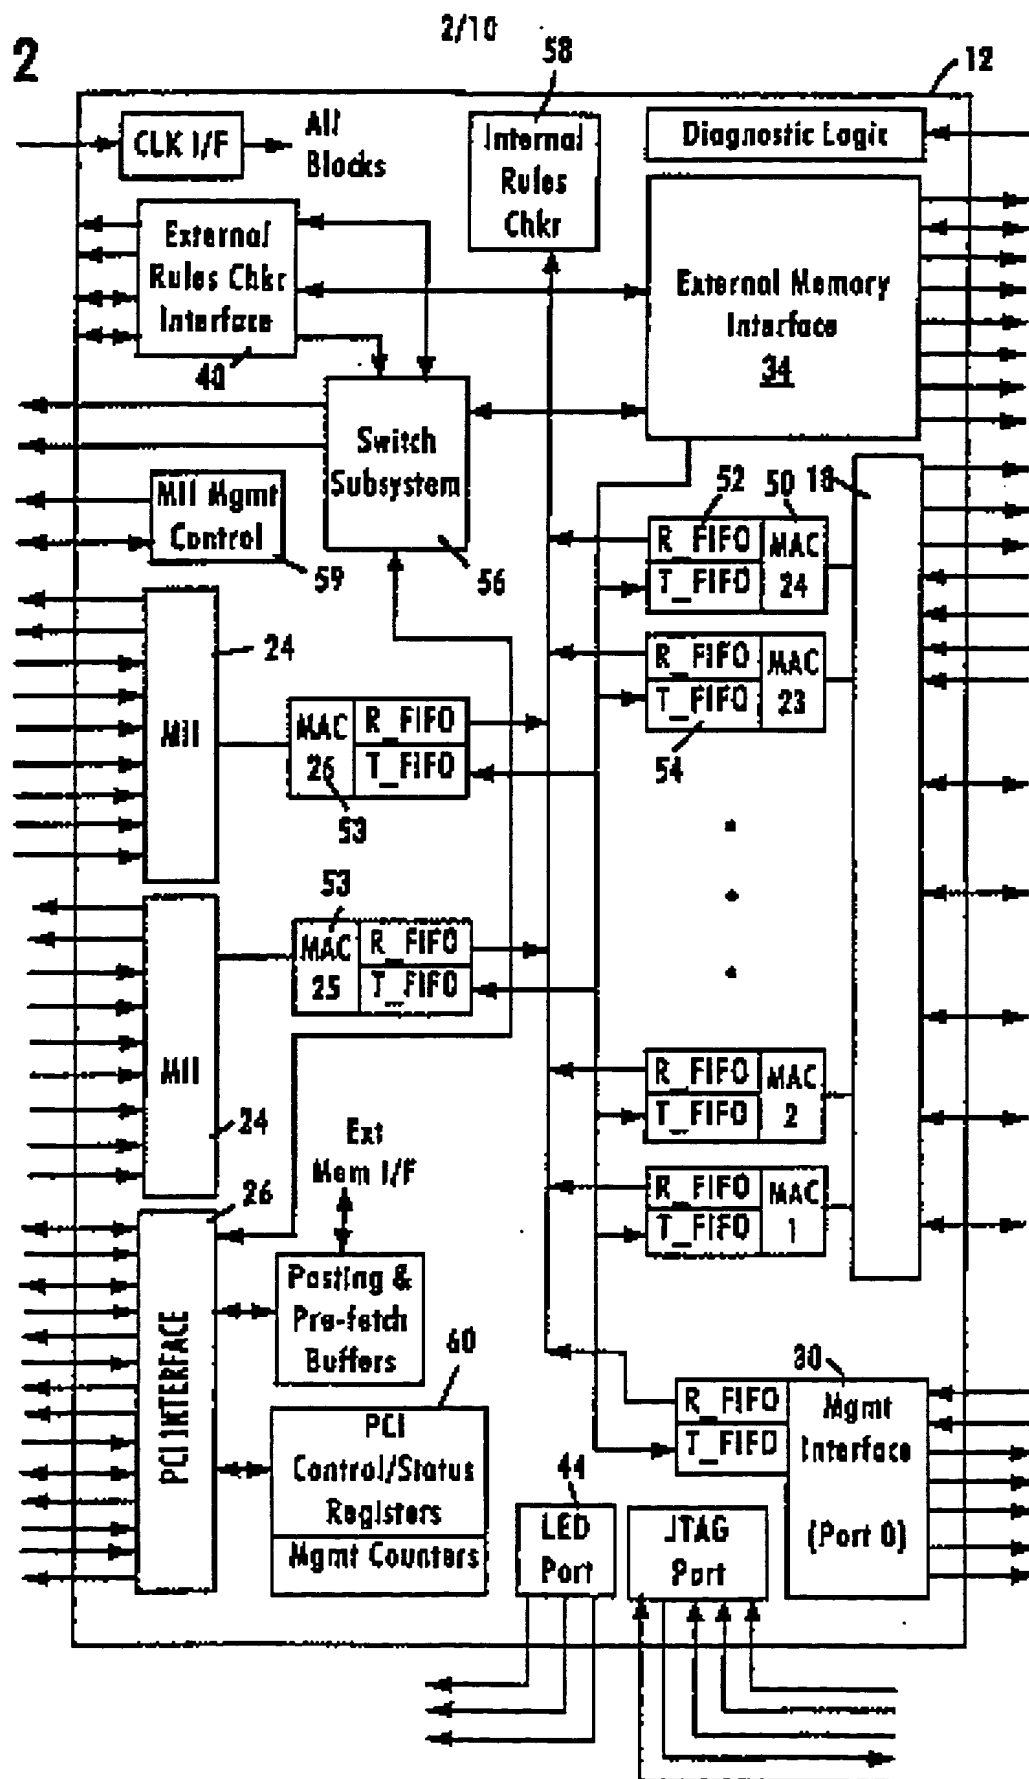 2/10
2
58
12
CLK I/F
All
Blocks
Internal
Rules
Chkr
Diagnostic Logic
External
Rules Chkr
Interface
40
External Memory
Interface
34
Switch
Subsystem
56
MII Mgmt
Control
59
52
50
18
R_FIFO
T_FIFO
MAC
24
R_FIFO
T_FIFO
MAC
23
54
24
MII
MAC
26
R_FIFO
T_FIFO
53
53
MAC
25
R_FIFO
T_FIFO
MII
24
R_FIFO
T_FIFO
MAC
2
R_FIFO
T_FIFO
MAC
1
Ext
Mem I/F
26
PCI INTERFACE
Posting &
Pre-fetch
Buffers
60
PCI
Control/Status
Registers
Mgmt Counters
30
R_FIFO
T_FIFO
Mgmt
Interface
(Port 0)
44
LED
Port
JTAG
Port